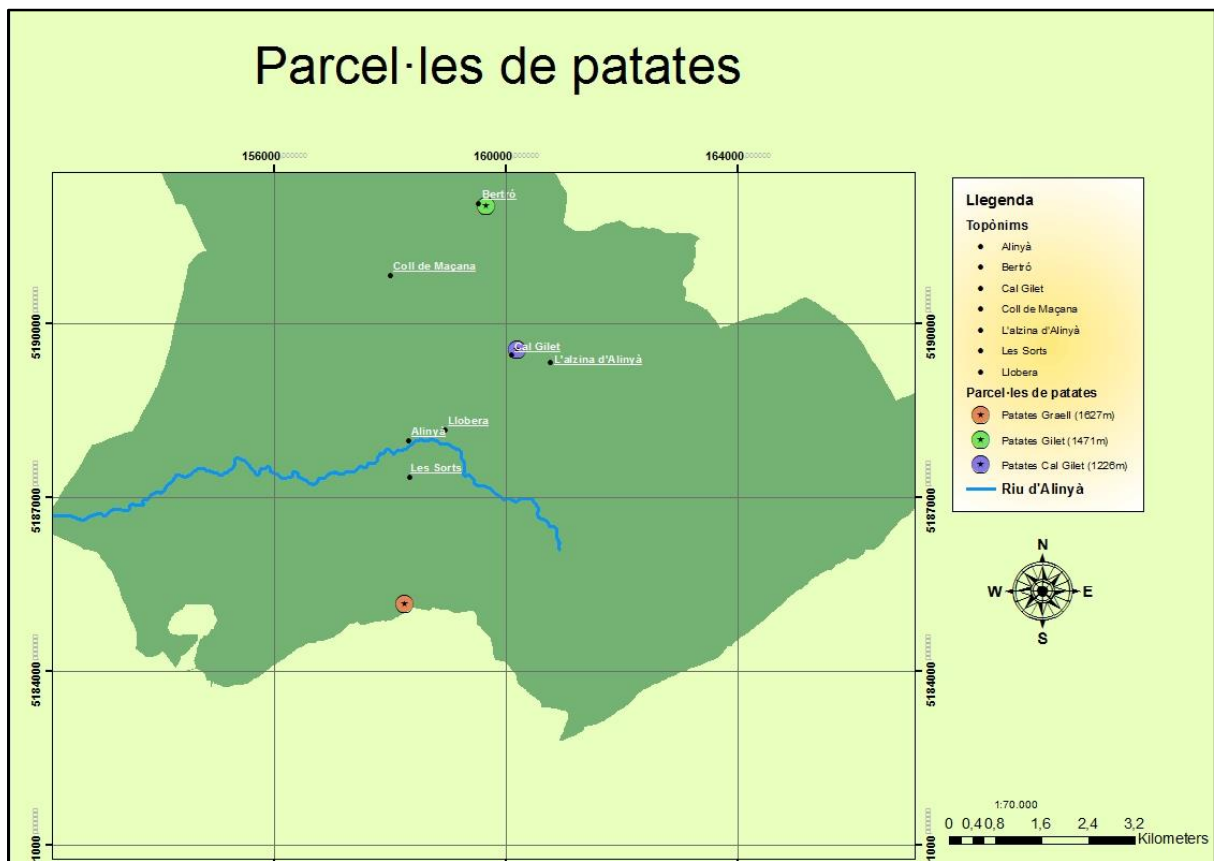 Parcel·les de patates
156000 160000 164000
Bertró
Coll de Maçana
5190000 5190000
Cal Gilet
L'alzina d'Alinyà
Llobera
Alinyà
Les Sorts
5187000 5187000
5184000 5184000
1000 1000
Llegenda
Topònims
Alinyà
Bertró
Cal Gilet
Coll de Maçana
L'alzina d'Alinyà
Les Sorts
Llobera
Parcel·les de patates
Patates Graell (1627m)
Patates Gilet (1471m)
Patates Cal Gilet (1226m)
Riu d'Alinyà
N
W E
S
1:70.000
0 0,4 0,8 1,6 2,4 3,2
Kilometers